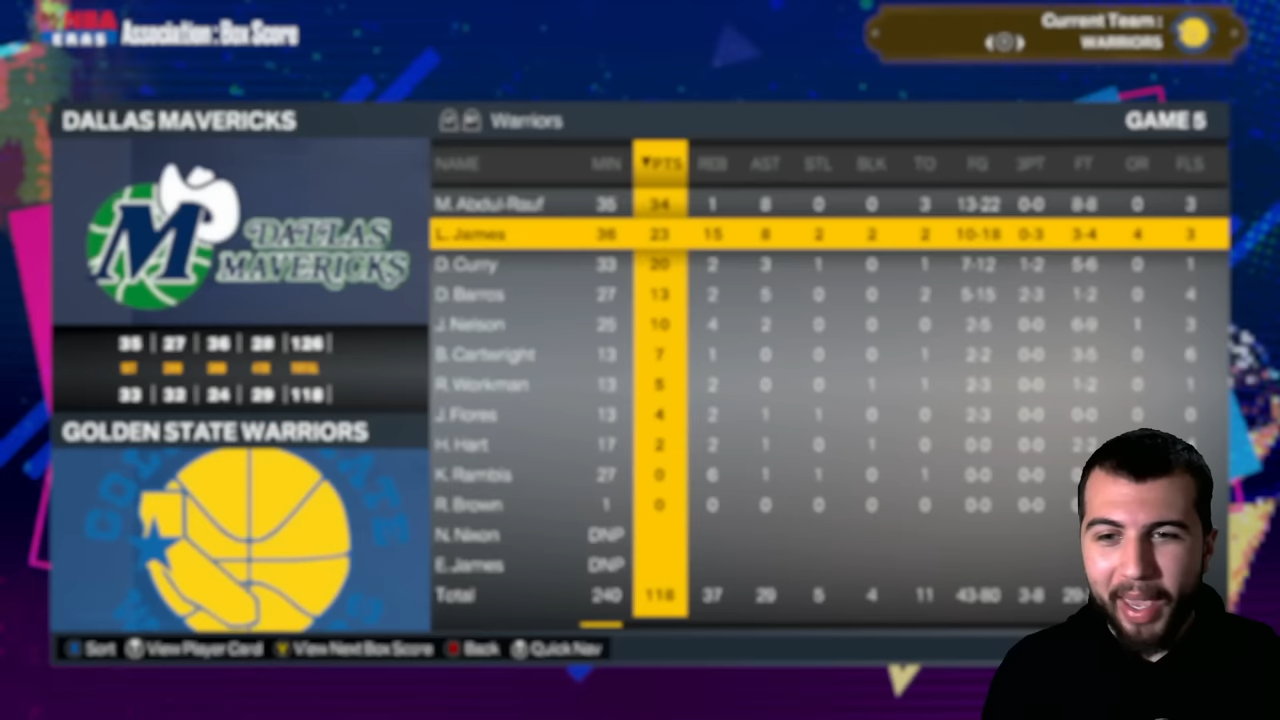 NBA
ERAS
Association: Box Score
Current Team :
WARRIORS
DALLAS MAVERICKS
Warriors
GAME 5
NAME MIN PTS REB AST STL BLK TO FG 3PT FT OR FLS
M. Abdul-Rauf 35 34 1 8 0 0 3 13-22 0-0 8-8 0 3
L. James 36 23 15 8 2 2 2 10-18 0-3 3-4 4 3
D. Curry 33 20 2 3 1 0 1 7-12 1-2 5-6 0 1
D. Barros 27 13 2 5 0 0 2 5-15 2-3 1-2 0 4
J. Nelson 25 10 4 2 0 0 0 2-5 0-0 6-9 1 3
B. Cartwright 13 7 1 0 0 0 1 2-2 0-0 3-5 0 6
R. Workman 13 5 2 0 0 1 1 2-3 0-0 1-2 0 1
J. Flores 13 4 2 1 1 0 0 2-3 0-0 0-0 0 0
H. Hart 17 2 2 1 0 1 0 0-0 0-0
K. Rambis 27 0 6 1 1 0 1 0-0 0-0
R. Brown 1 0 0 0 0 0 0 0-0 0-0
N. Nixon DNP
E. James DNP
Total 240 118 37 29 5 4 11 43-80 3-8
M DALLAS
MAVERICKS
35 27 36 28 126
33 32 24 29 118
GOLDEN STATE WARRIORS
Sort View Player Card View Next Box Score Back Quick Nav